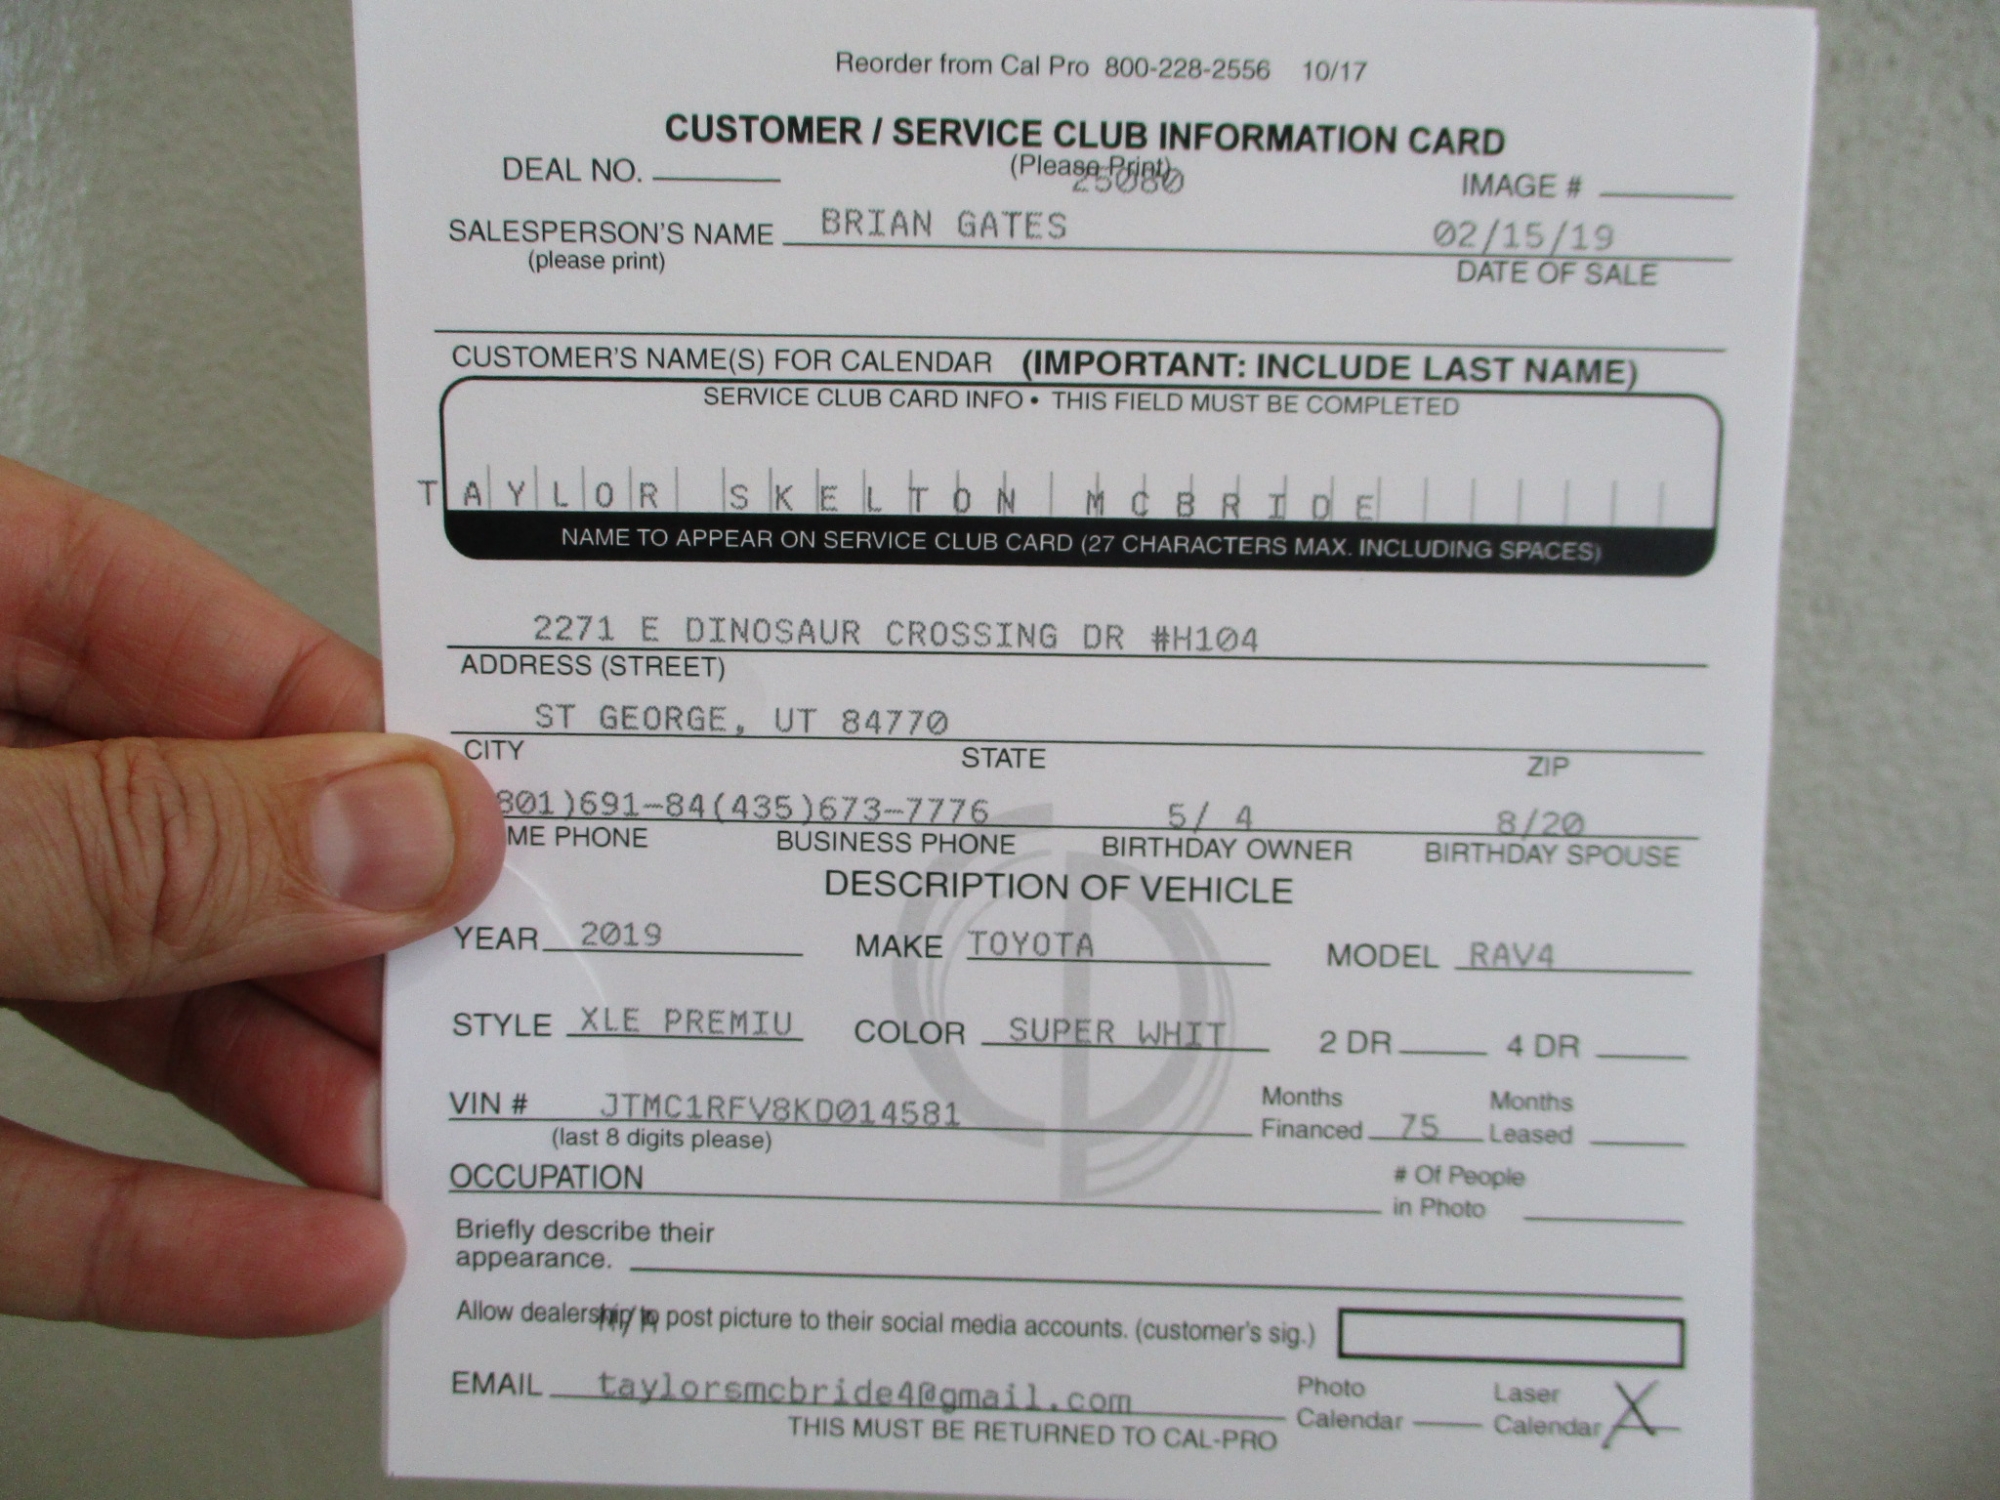 Reorder from Cal Pro 800-228-2556 10/17
CUSTOMER / SERVICE CLUB INFORMATION CARD
DEAL NO. (Please Print) IMAGE #
25080
SALESPERSON'S NAME BRIAN GATES 02/15/19
(please print) DATE OF SALE
CUSTOMER'S NAME(S) FOR CALENDAR (IMPORTANT: INCLUDE LAST NAME)
SERVICE CLUB CARD INFO • THIS FIELD MUST BE COMPLETED
TAYLOR SKELTON MCBRIDE
NAME TO APPEAR ON SERVICE CLUB CARD (27 CHARACTERS MAX. INCLUDING SPACES)
2271 E DINOSAUR CROSSING DR #H104
ADDRESS (STREET)
ST GEORGE, UT 84770
CITY STATE ZIP
801)691-84(435)673-7776 5/ 4 8/20
ME PHONE BUSINESS PHONE BIRTHDAY OWNER BIRTHDAY SPOUSE
DESCRIPTION OF VEHICLE
YEAR 2019 MAKE TOYOTA MODEL RAV4
STYLE XLE PREMIU COLOR SUPER WHIT 2 DR 4 DR
VIN # JTMC1RFV8KD014581 Months Financed 75 Months Leased
(last 8 digits please)
OCCUPATION # Of People in Photo
Briefly describe their
appearance.
Allow dealership to post picture to their social media accounts. (customer's sig.)
EMAIL taylorsmcbride4@gmail.com Photo Calendar Laser Calendar X
THIS MUST BE RETURNED TO CAL-PRO